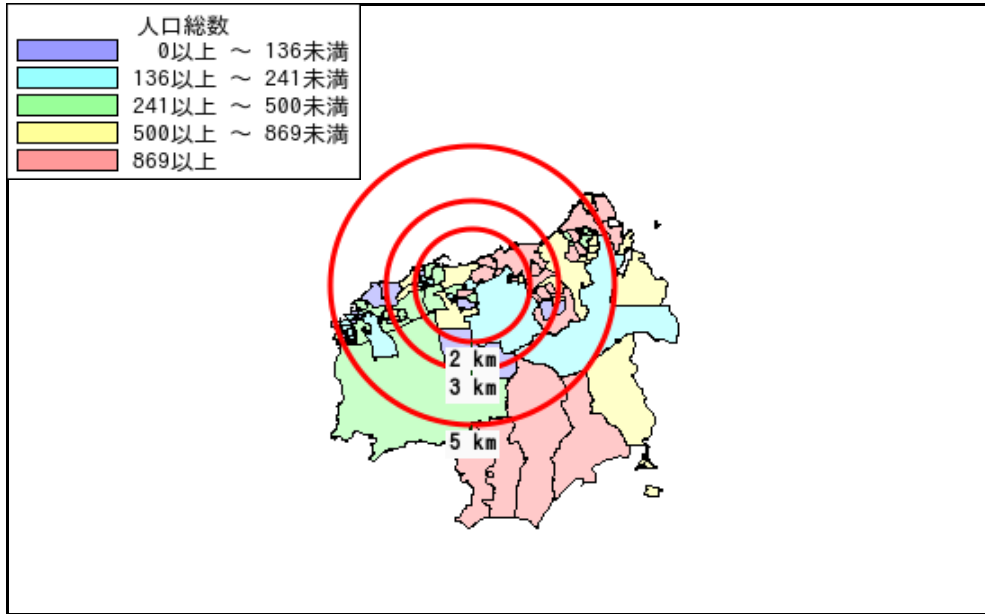 人口総数
0以上 ～ 136未満
136以上 ～ 241未満
241以上 ～ 500未満
500以上 ～ 869未満
869以上
2 km
3 km
5 km